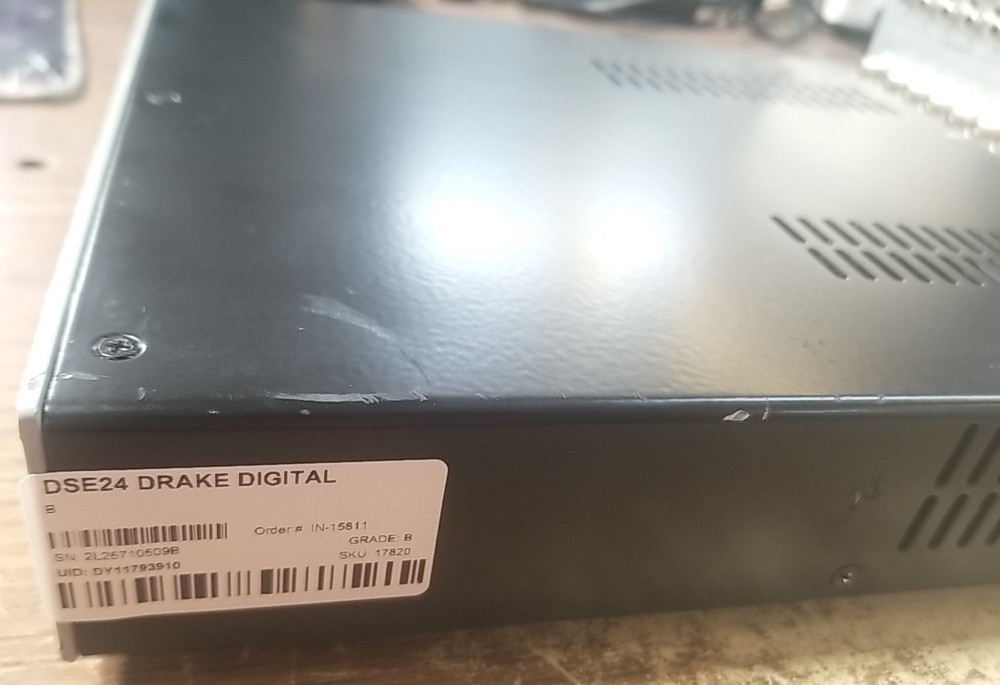 DSE24 DRAKE DIGITAL
B
Order #: IN-15811
GRADE: B
SN: 2L26710509B
SKU: 17820
UID: DY11793910